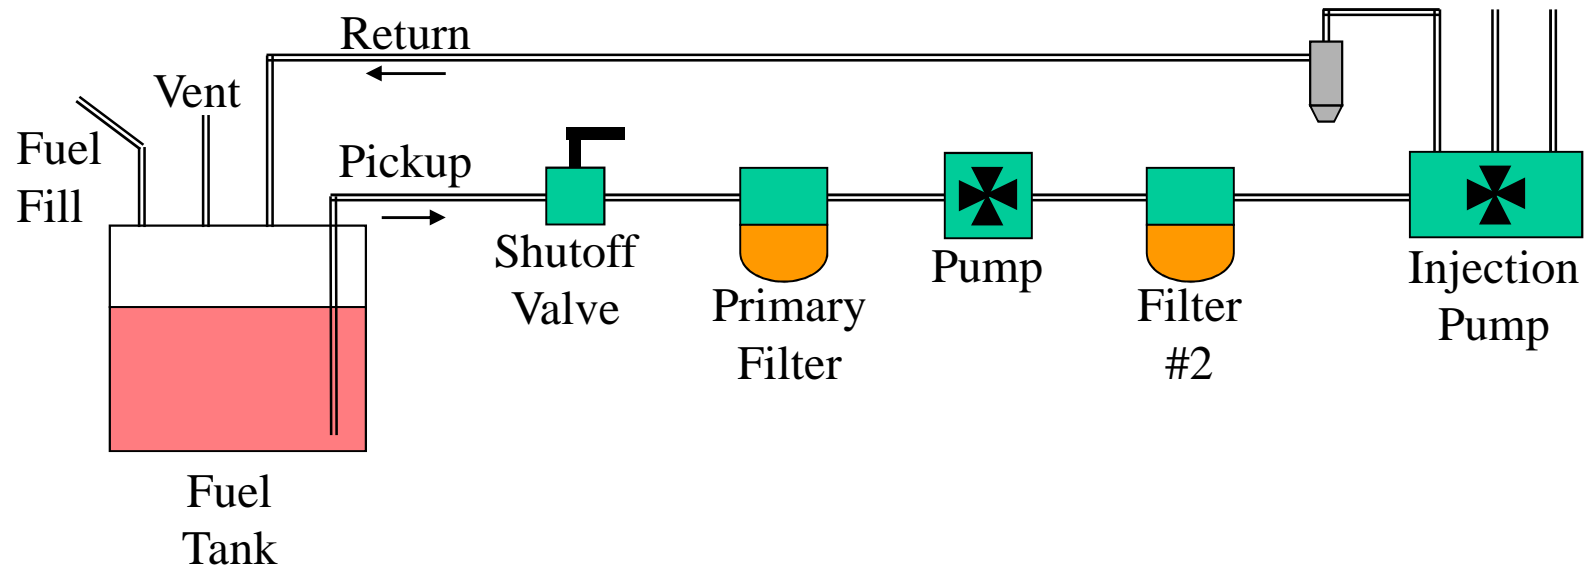 Return
Vent
Fuel
Fill
Pickup
Shutoff
Valve
Primary
Filter
Pump
Filter
#2
Injection
Pump
Fuel
Tank